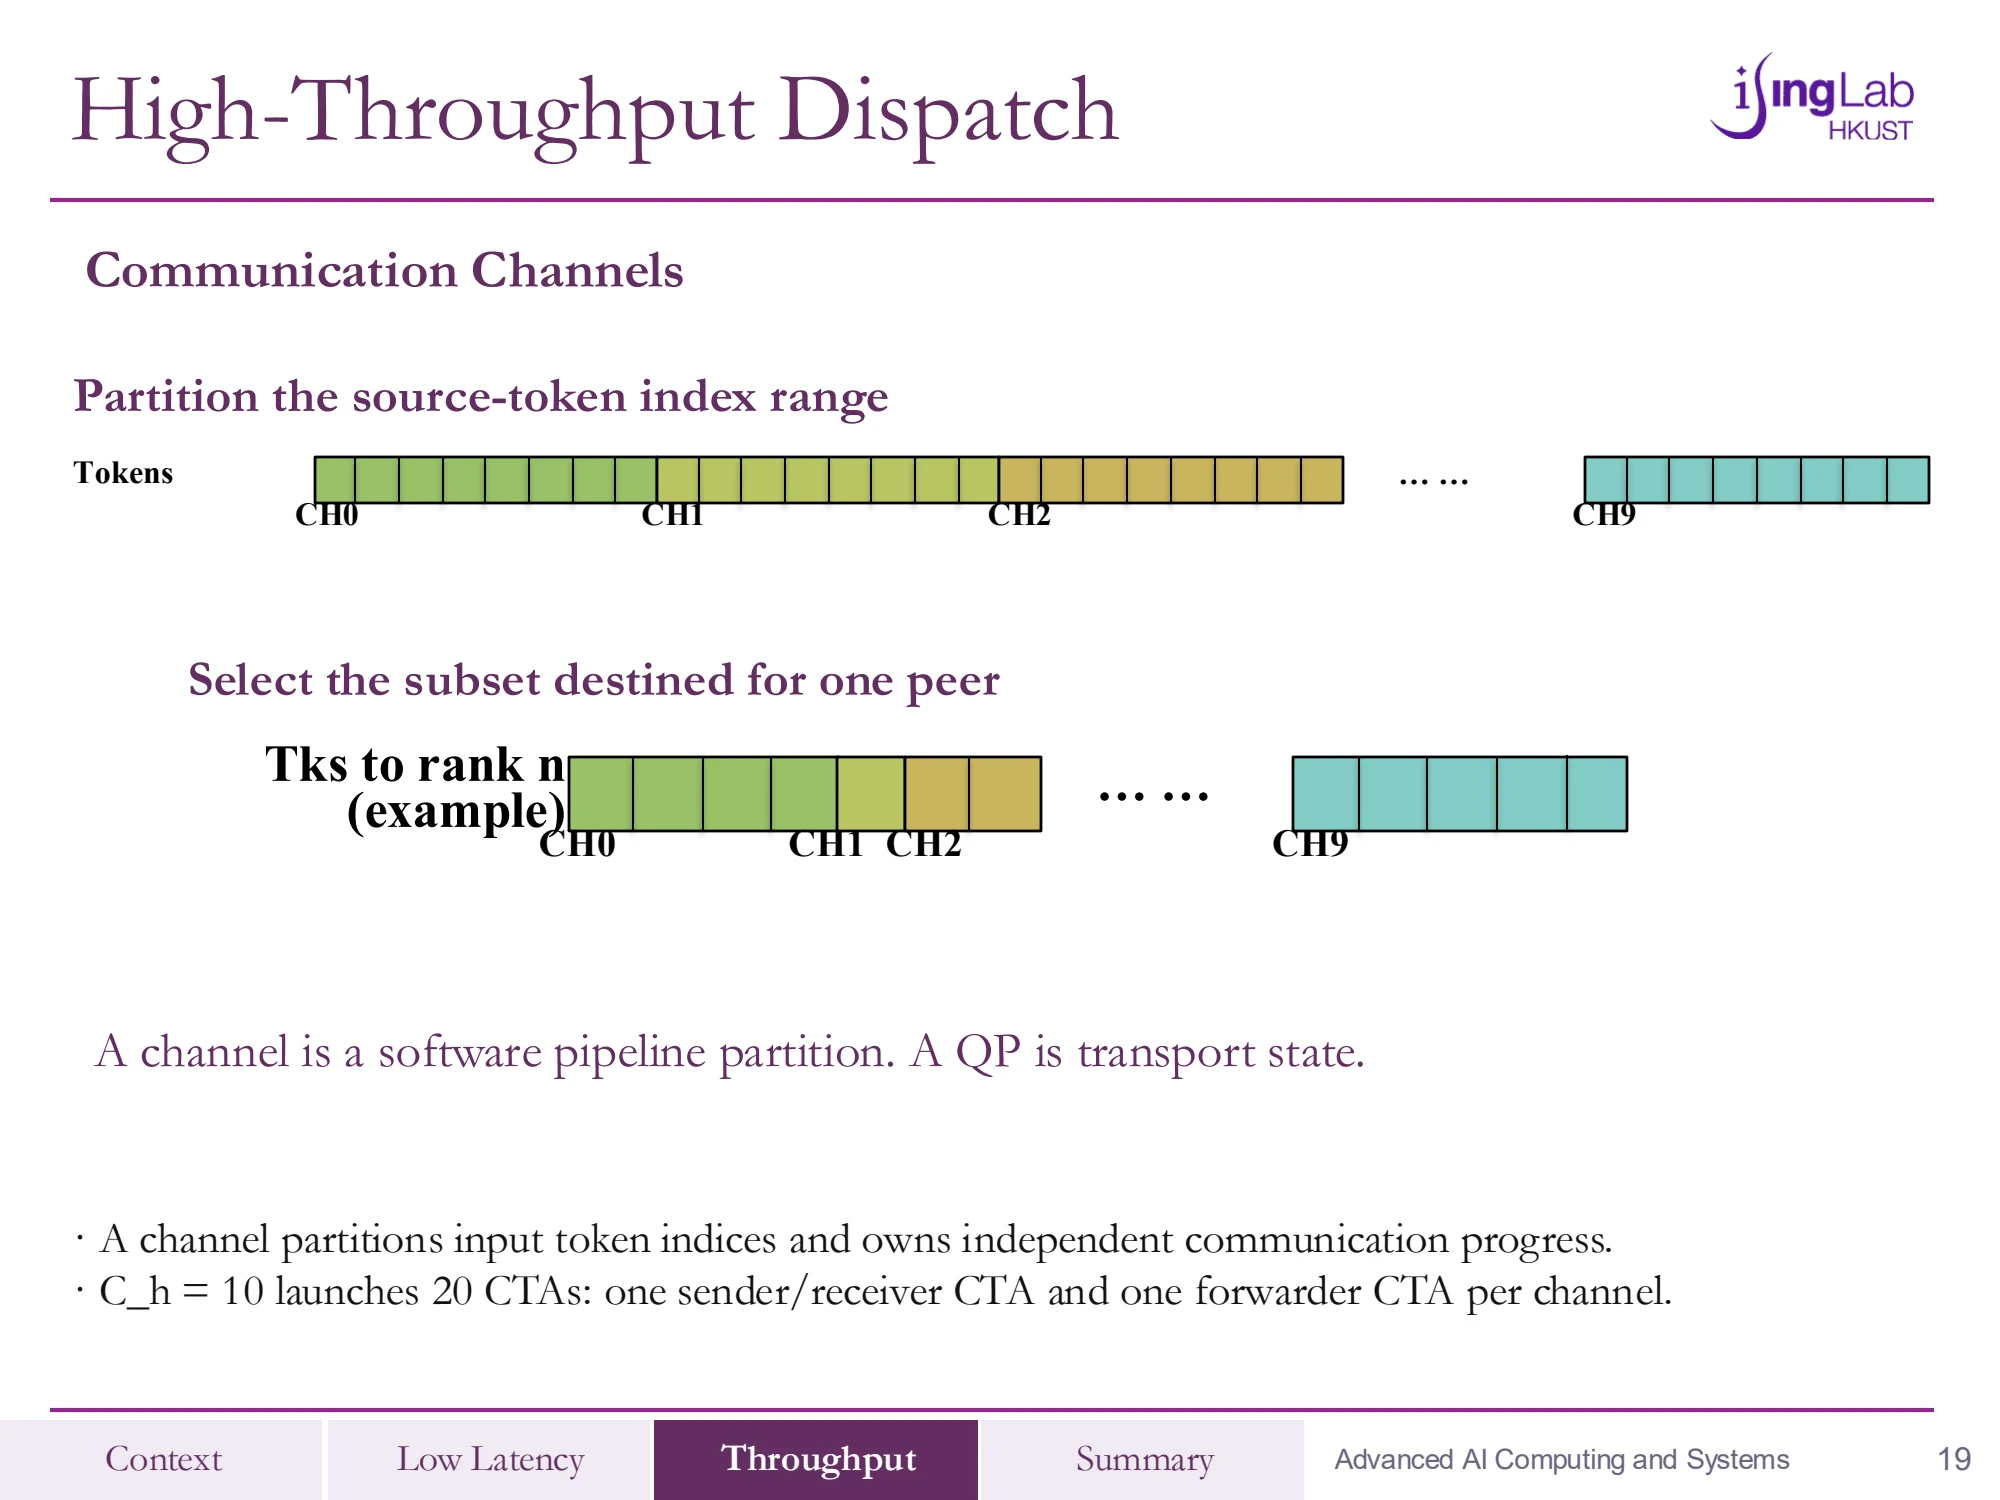 High-Throughput Dispatch
iSingLab
HKUST
Communication Channels
Partition the source-token index range
Tokens
... ...
CH0 CH1 CH2 CH9
Select the subset destined for one peer
Tks to rank n
(example)
... ...
CH0 CH1 CH2 CH9
A channel is a software pipeline partition. A QP is transport state.
· A channel partitions input token indices and owns independent communication progress.
· C_h = 10 launches 20 CTAs: one sender/receiver CTA and one forwarder CTA per channel.
Context Low Latency Throughput Summary Advanced AI Computing and Systems 19